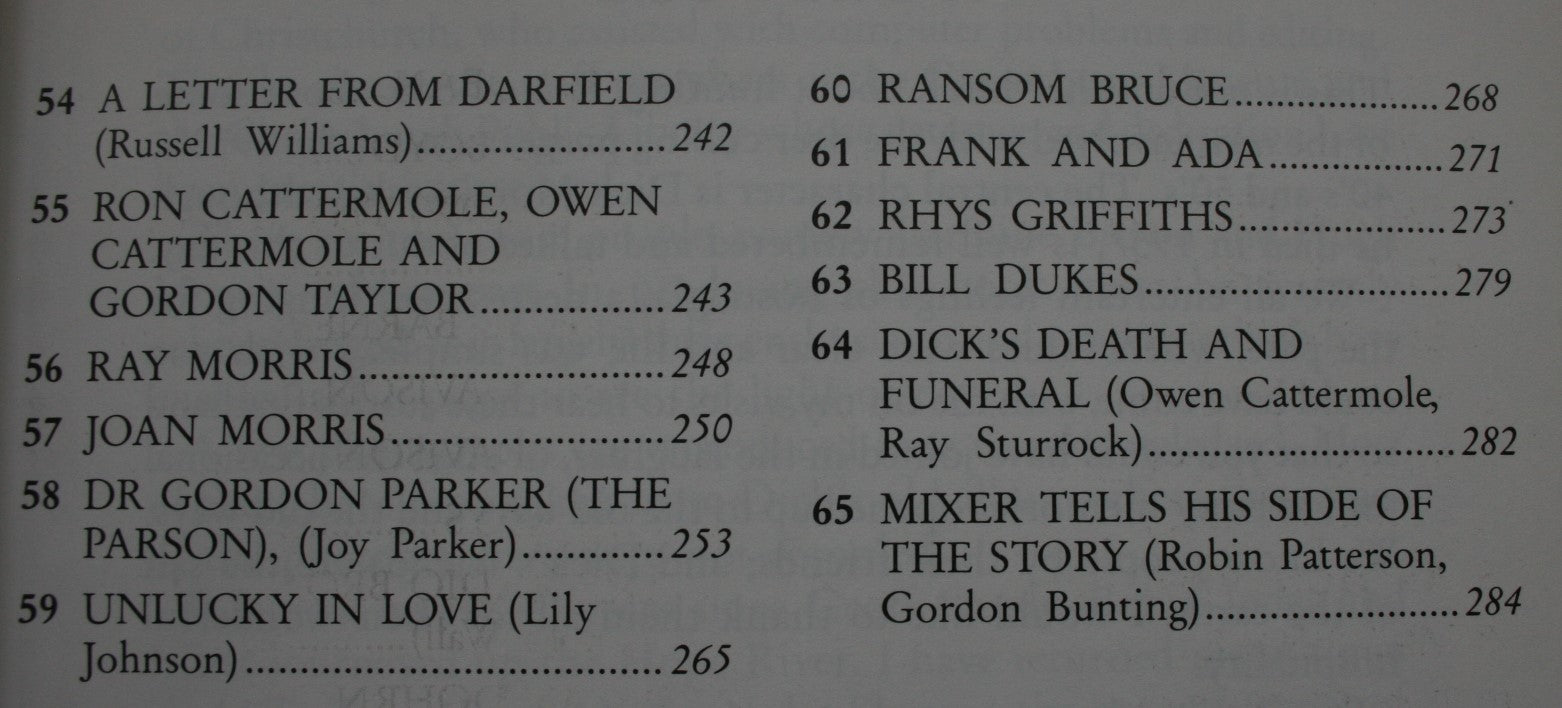 54 A LETTER FROM DARFIELD
(Russell Williams)........................242
55 RON CATTERMOLE, OWEN
CATTERMOLE AND
GORDON TAYLOR..................243
56 RAY MORRIS..............................248
57 JOAN MORRIS...........................250
58 DR GORDON PARKER (THE
PARSON), (Joy Parker)..............253
59 UNLUCKY IN LOVE (Lily
Johnson).........................................265
60 RANSOM BRUCE....................268
61 FRANK AND ADA.................271
62 RHYS GRIFFITHS....................273
63 BILL DUKES..............................279
64 DICK'S DEATH AND
FUNERAL (Owen Cattermole,
Ray Sturrock)..............................282
65 MIXER TELLS HIS SIDE OF
THE STORY (Robin Patterson,
Gordon Bunting).........................284